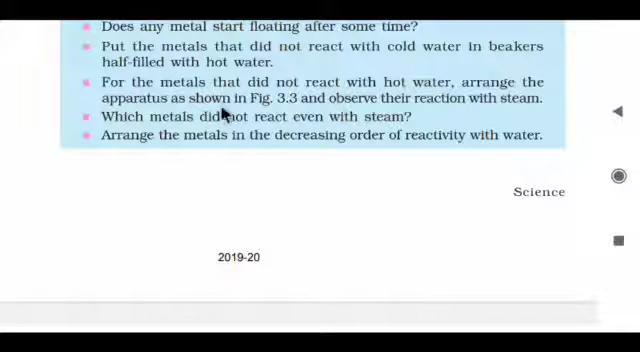 Does any metal start floating after some time?
Put the metals that did not react with cold water in beakers
half-filled with hot water.
For the metals that did not react with hot water, arrange the
apparatus as shown in Fig. 3.3 and observe their reaction with steam.
Which metals did not react even with steam?
Arrange the metals in the decreasing order of reactivity with water.
Science
2019-20